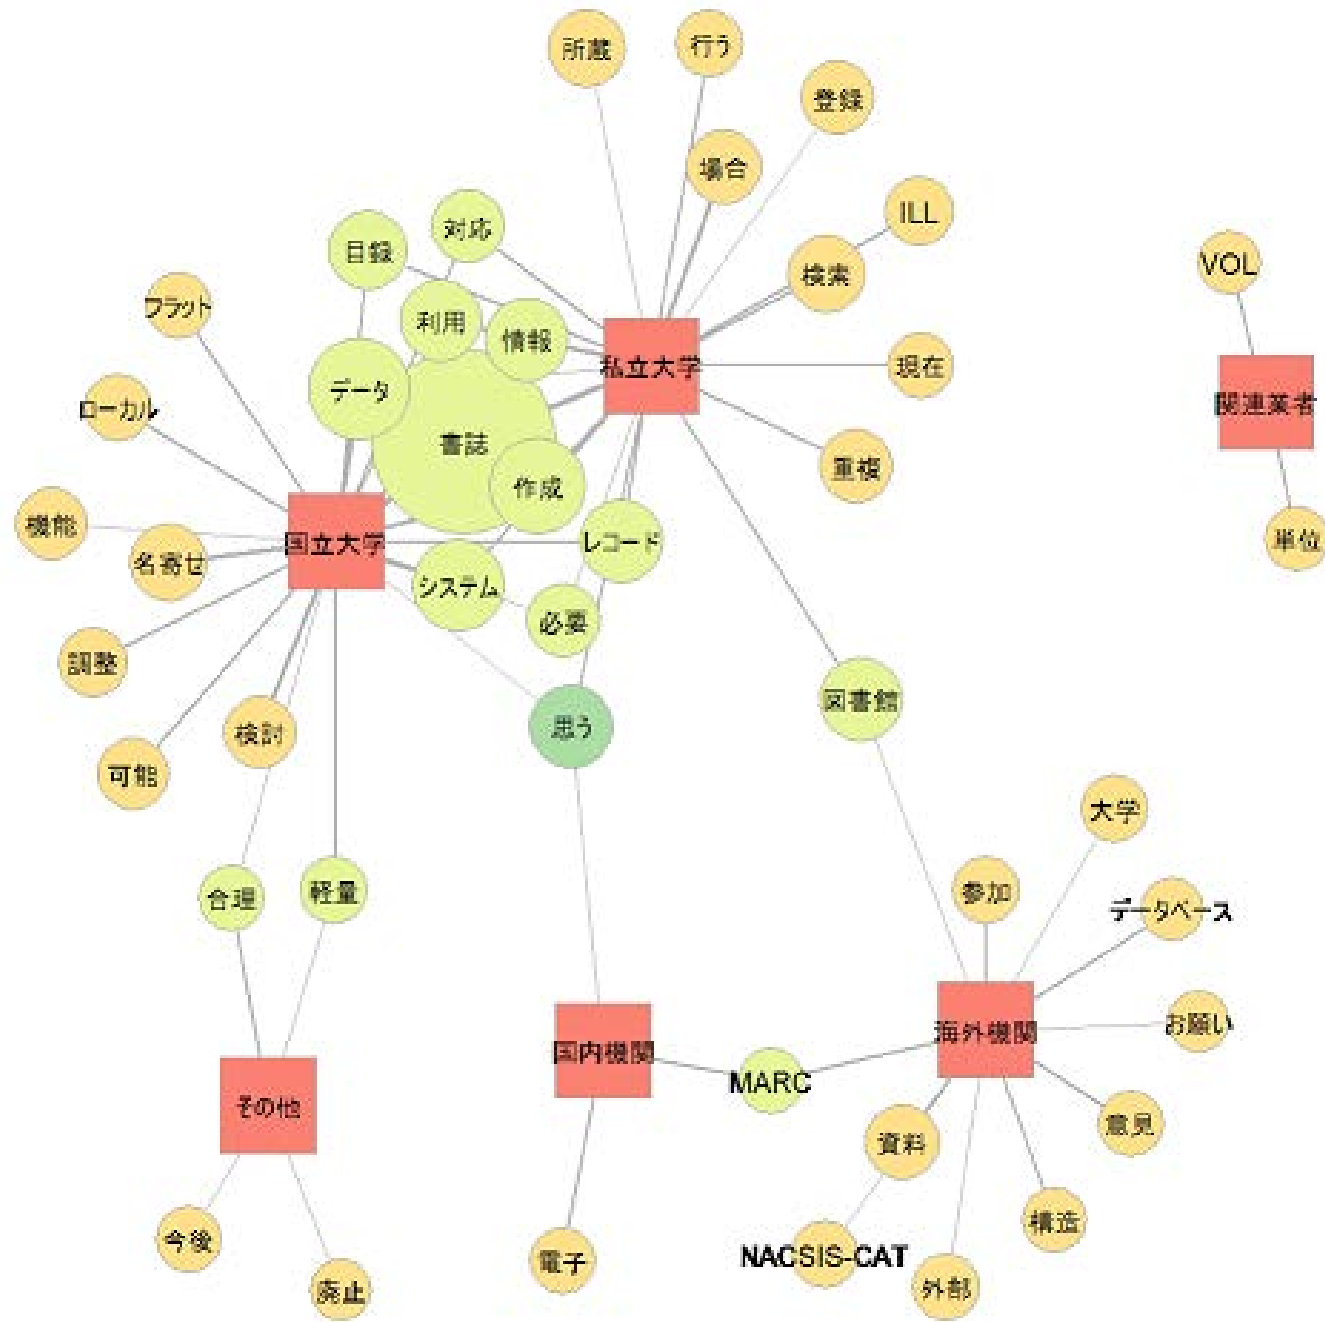 所蔵
行う
登録
場合
ILL
検索
現在
重複
私立大学
対応
目録
利用
情報
データ
書誌
作成
レコード
システム
必要
思う
フラット
ローカル
機能
名寄せ
国立大学
調整
可能
検討
合理
軽量
その他
今後
廃止
国内機関
電子
MARC
図書館
海外機関
参加
大学
データベース
お願い
意見
構造
資料
NACSIS-CAT
外部
VOL
関連業者
単位